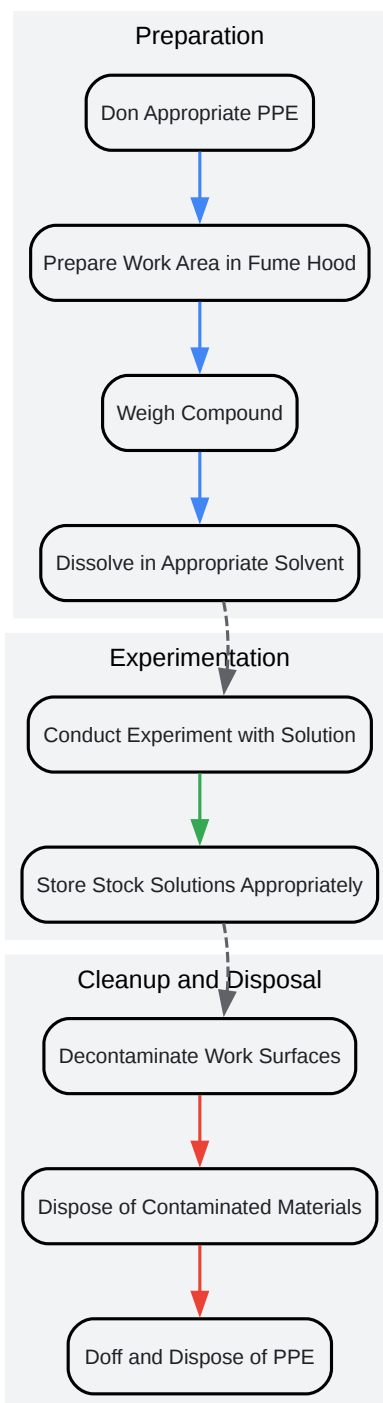 Preparation
Don Appropriate PPE
Prepare Work Area in Fume Hood
Weigh Compound
Dissolve in Appropriate Solvent
Experimentation
Conduct Experiment with Solution
Store Stock Solutions Appropriately
Cleanup and Disposal
Decontaminate Work Surfaces
Dispose of Contaminated Materials
Doff and Dispose of PPE